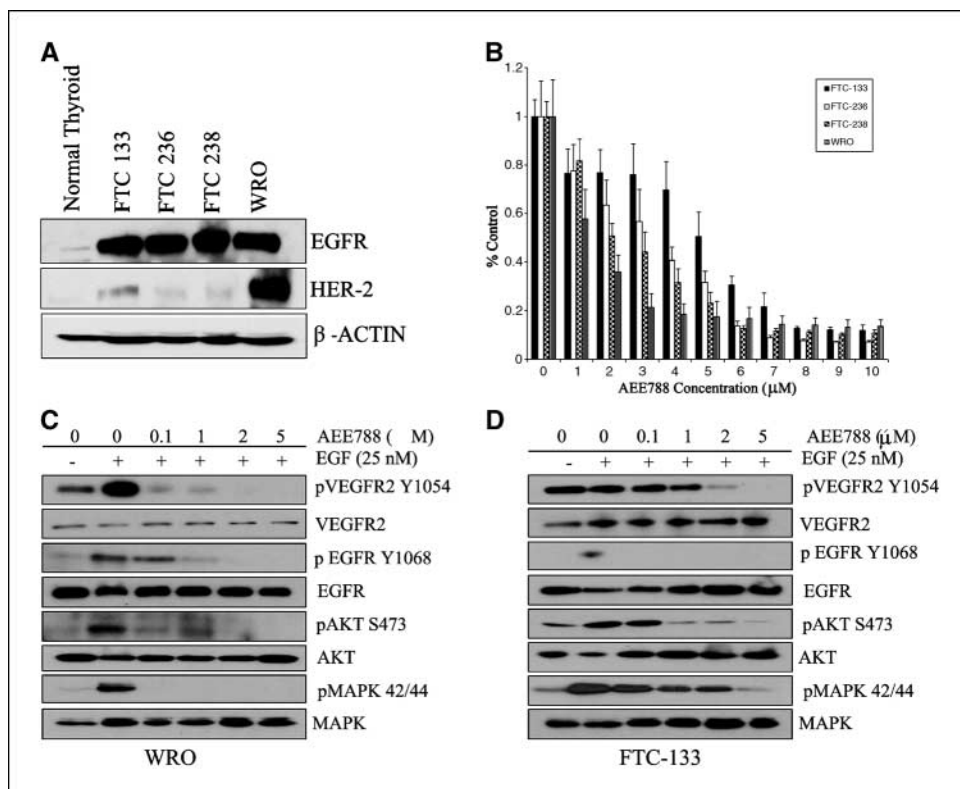 A
Normal Thyroid
FTC 133
FTC 236
FTC 238
WRO
EGFR
HER-2
β -ACTIN
B
1.2
1
0.8
0.6
0.4
0.2
0
% Control
FTC-133
FTC-236
FTC-238
WRO
0 1 2 3 4 5 6 7 8 9 10
AEE788 Concentration (μM)
C
0 0 0.1 1 2 5 AEE788 ( M)
- + + + + + EGF (25 nM)
pVEGFR2 Y1054
VEGFR2
p EGFR Y1068
EGFR
pAKT S473
AKT
pMAPK 42/44
MAPK
WRO
D
0 0 0.1 1 2 5 AEE788 (μM)
- + + + + + EGF (25 nM)
pVEGFR2 Y1054
VEGFR2
p EGFR Y1068
EGFR
pAKT S473
AKT
pMAPK 42/44
MAPK
FTC-133